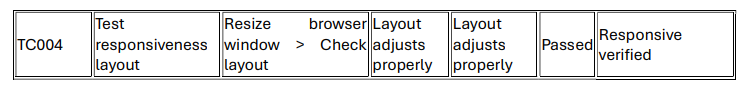 TC004
Test
responsiveness
layout
Resize browser
window > Check
layout
Layout
adjusts
properly
Layout
adjusts
properly
Passed
Responsive
verified